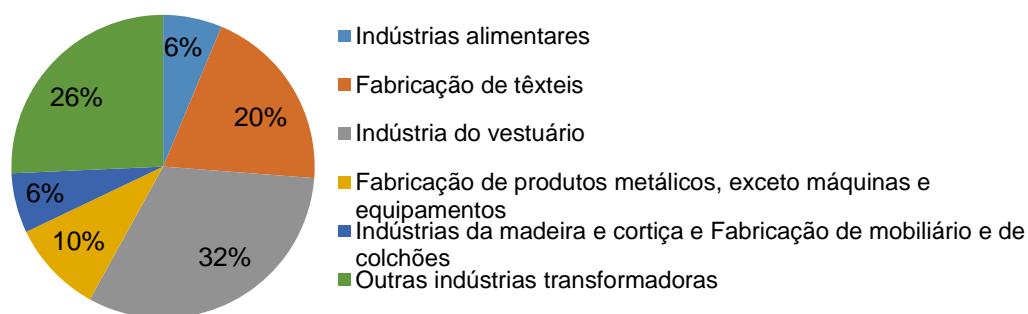 6%
20%
32%
10%
6%
26%
Indústrias alimentares
Fabricação de têxteis
Indústria do vestuário
Fabricação de produtos metálicos, exceto máquinas e
equipamentos
Indústrias da madeira e cortiça e Fabricação de mobiliário e de
colchões
Outras indústrias transformadoras